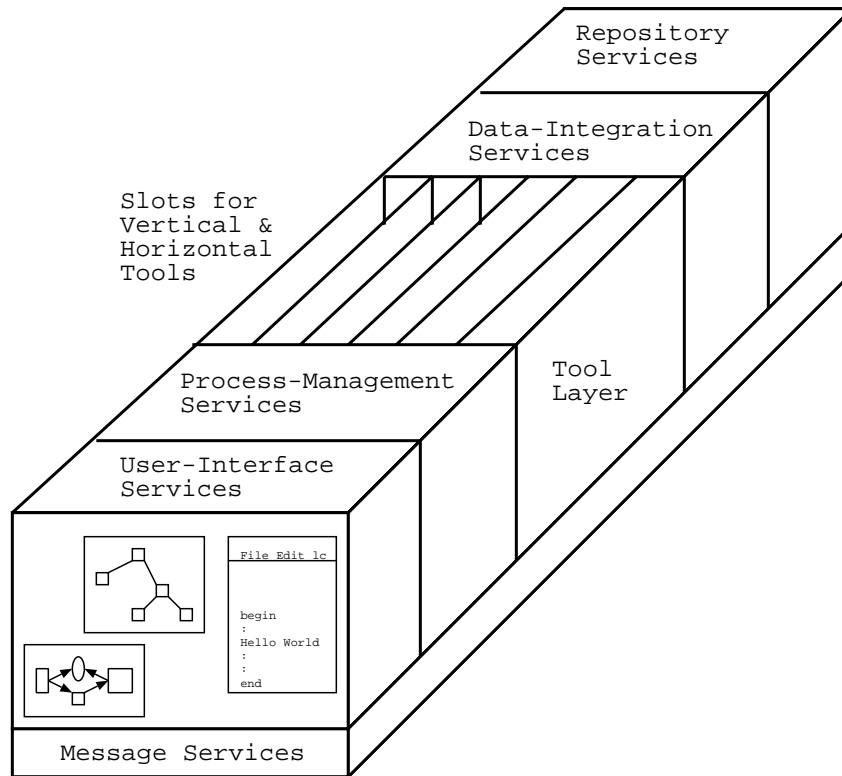 Repository
Services
Data-Integration
Services
Slots for
Vertical &
Horizontal
Tools
Process-Management
Services
Tool
Layer
User-Interface
Services
File Edit lc
begin
:
Hello World
:
:
end
Message Services